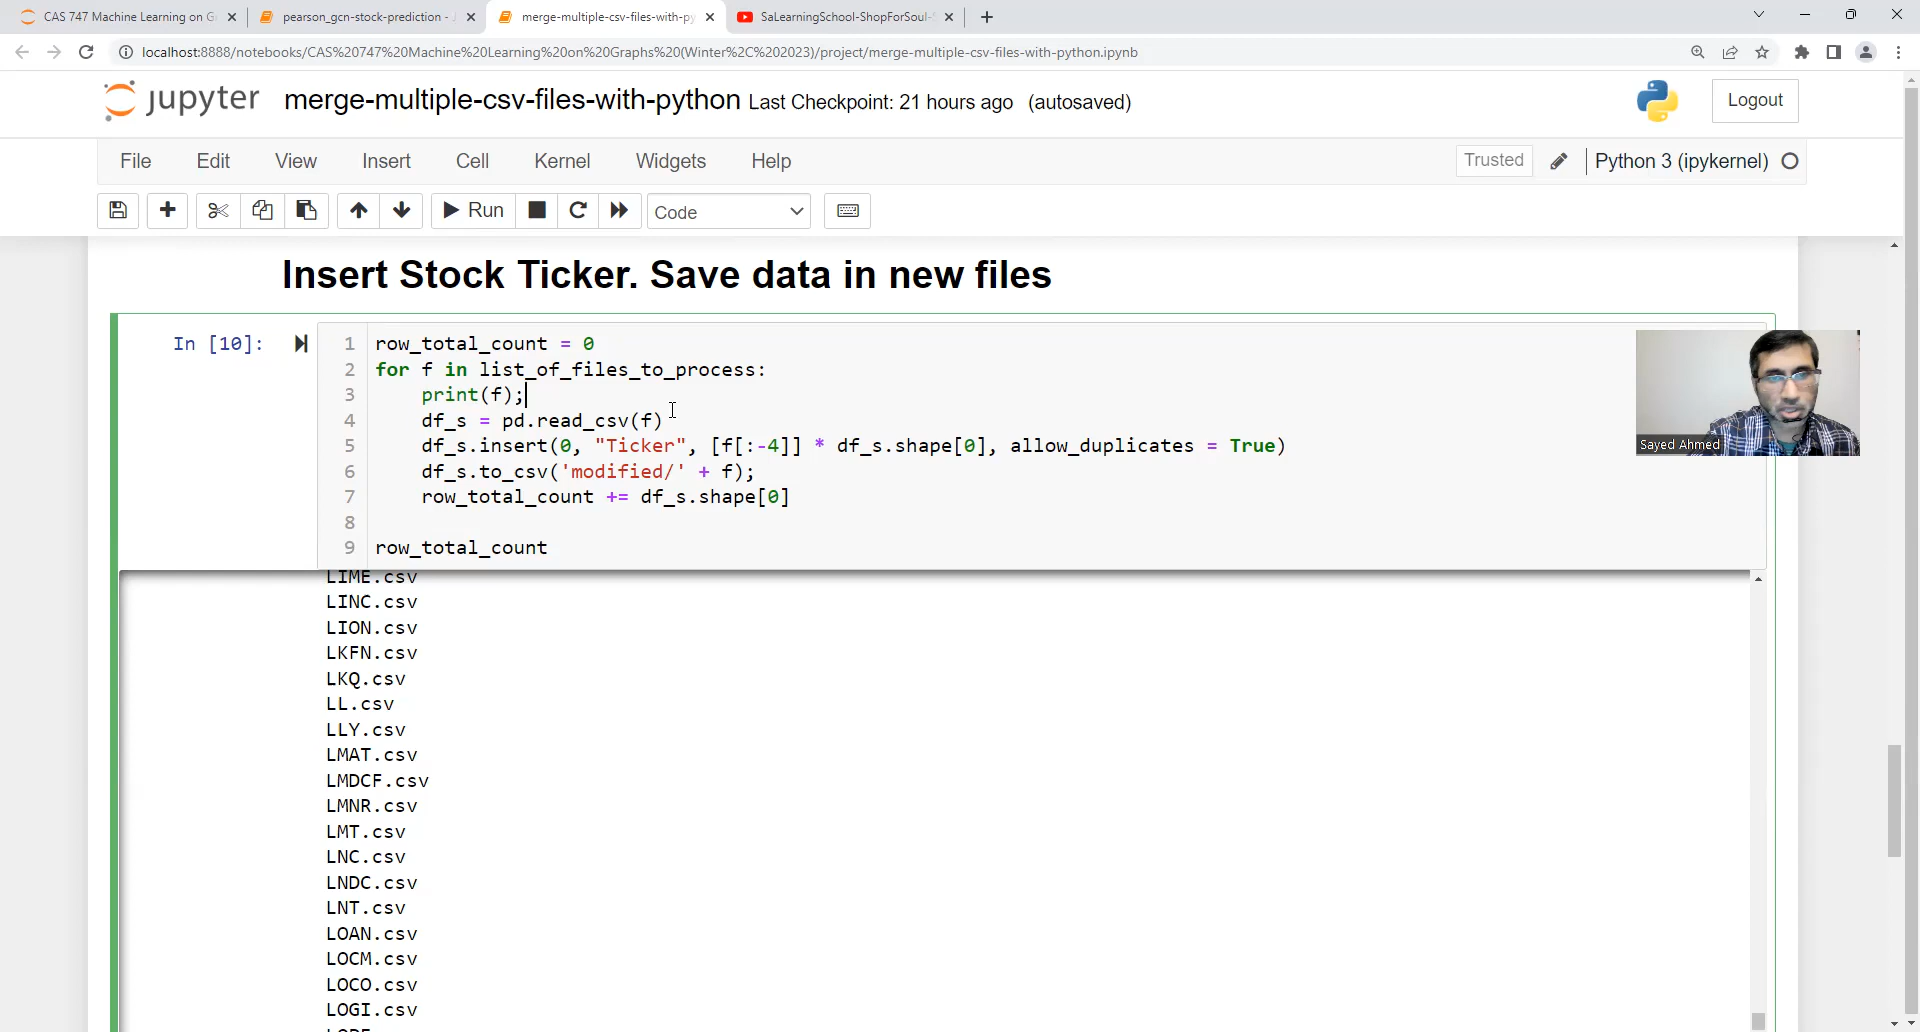 CAS 747 Machine Learning on G
pearson_gcn-stock-prediction -
merge-multiple-csv-files-with-py
SaLearningSchool-ShopForSoul-
localhost:8888/notebooks/CAS%20747%20Machine%20Learning%20on%20Graphs%20(Winter%2C%202023)/project/merge-multiple-csv-files-with-python.ipynb
jupyter merge-multiple-csv-files-with-python Last Checkpoint: 21 hours ago (autosaved)
Logout
File Edit View Insert Cell Kernel Widgets Help
Trusted Python 3 (ipykernel)
Run Code
Insert Stock Ticker. Save data in new files
In [10]:
1 row_total_count = 0
2 for f in list_of_files_to_process:
3 print(f);
4 df_s = pd.read_csv(f)
5 df_s.insert(0, "Ticker", [f[:-4]] * df_s.shape[0], allow_duplicates = True)
6 df_s.to_csv('modified/' + f);
7 row_total_count += df_s.shape[0]
8
9 row_total_count
Sayed Ahmed
LIME.csv
LINC.csv
LION.csv
LKFN.csv
LKQ.csv
LL.csv
LLY.csv
LMAT.csv
LMDCF.csv
LMNR.csv
LMT.csv
LNC.csv
LNDC.csv
LNT.csv
LOAN.csv
LOCM.csv
LOCO.csv
LOGI.csv